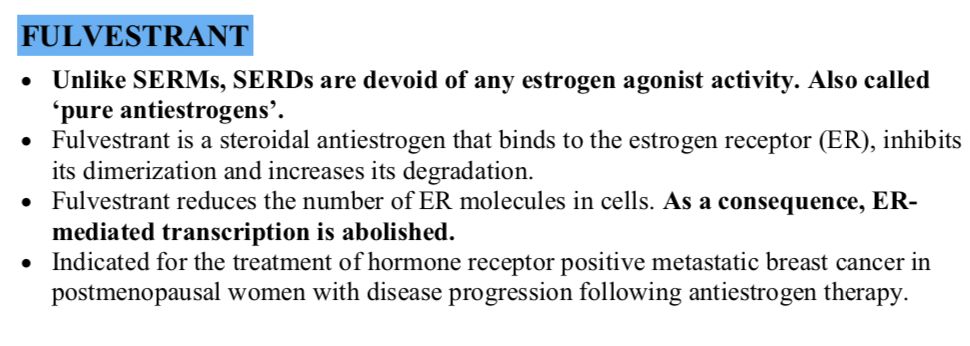 FULVESTRANT
• Unlike SERMs, SERDs are devoid of any estrogen agonist activity. Also called
‘pure antiestrogens’.
• Fulvestrant is a steroidal antiestrogen that binds to the estrogen receptor (ER), inhibits
its dimerization and increases its degradation.
• Fulvestrant reduces the number of ER molecules in cells. As a consequence, ER-
mediated transcription is abolished.
• Indicated for the treatment of hormone receptor positive metastatic breast cancer in
postmenopausal women with disease progression following antiestrogen therapy.